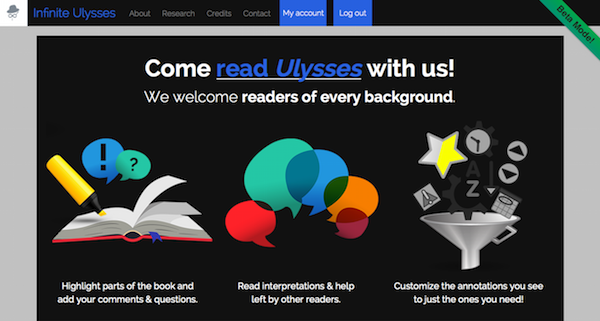 Infinite Ulysses About Research Credits Contact My account Log out
Beta Mode!
Come read Ulysses with us!
We welcome readers of every background.
! ?
A
Z
Highlight parts of the book and
add your comments & questions.
Read interpretations & help
left by other readers.
Customize the annotations you see
to just the ones you need!